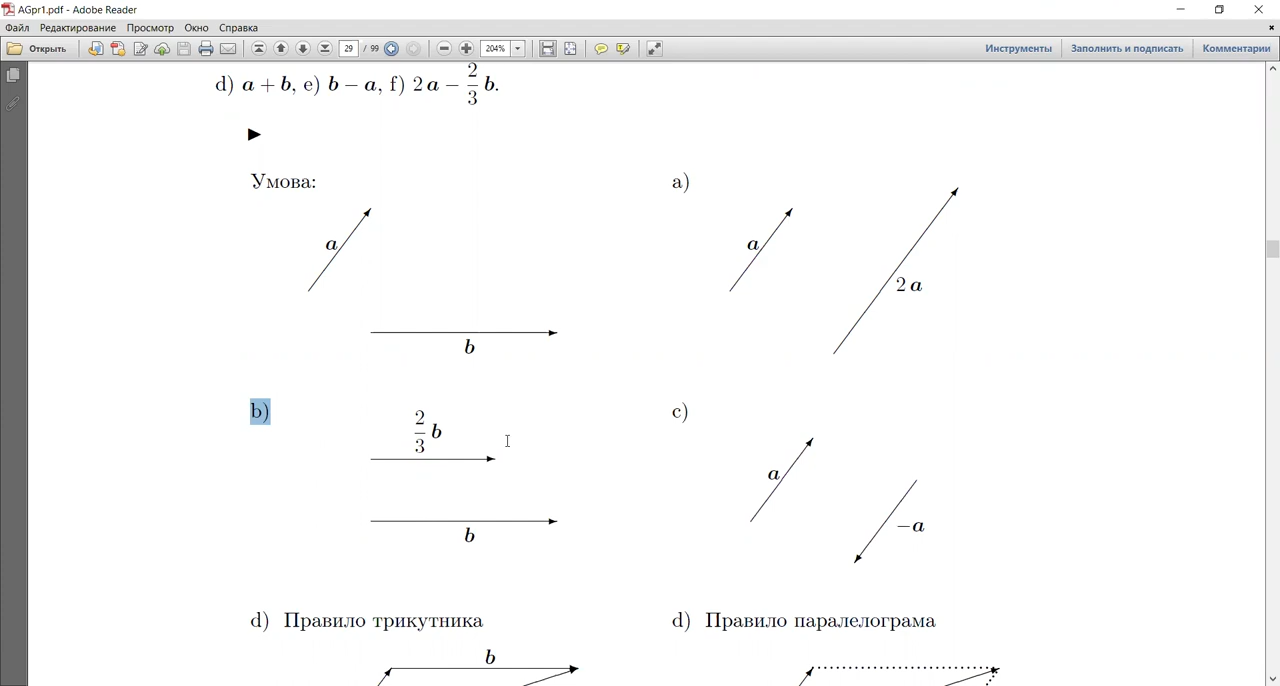 AGpr1.pdf - Adobe Reader
Файл Редактирование Просмотр Окно Справка
Открыть 29 / 99 204% Инструменты Заполнить и подписать Комментарии
d) a + b, e) b − a, f) 2 a − 2/3 b.
Умова:
a
b
a)
a
2 a
b)
2/3 b
b
c)
a
−a
d) Правило трикутника
b
d) Правило паралелограма